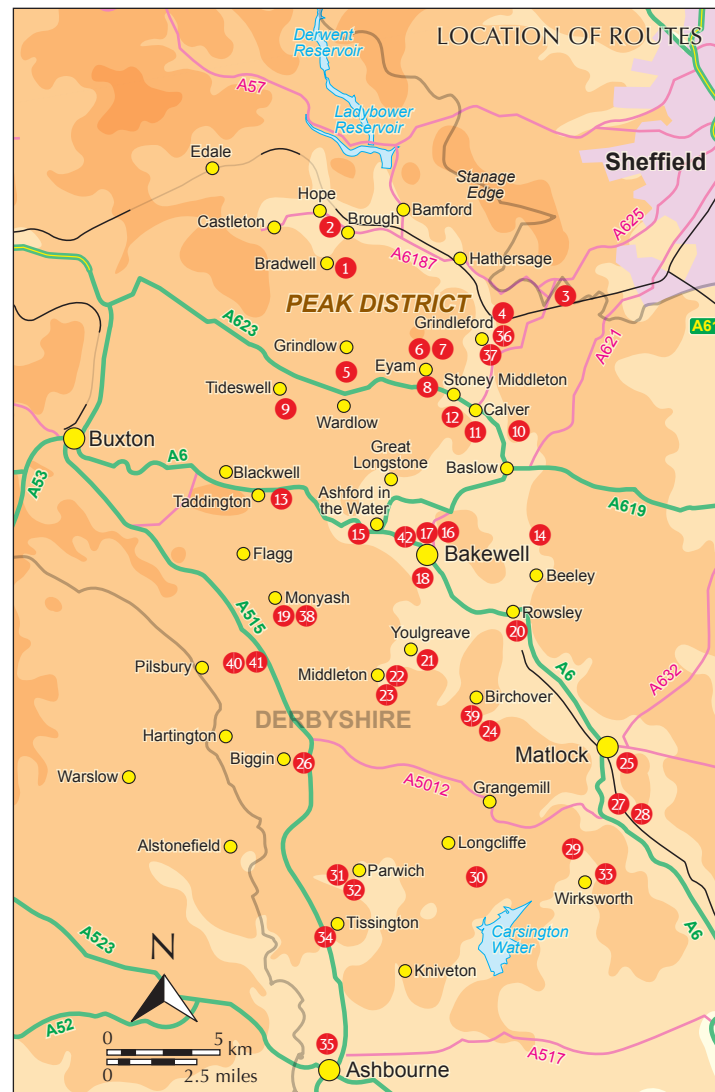 LOCATION OF ROUTES
Derwent
Reservoir
A57
Ladybower
Reservoir
Edale
Sheffield
Stanage
Edge
Hope
Bamford
Castleton
2
Brough
A625
A6187
Hathersage
Bradwell
1
3
PEAK DISTRICT
4
A623
Grindleford
36
A621
A61
Grindlow
6
7
37
5
Eyam
Tideswell
8
Stoney Middleton
9
Wardlow
12
Calver
11
10
Buxton
Great
Longstone
A6
Blackwell
Baslow
A53
Taddington
13
Ashford in
the Water
A619
15
42
17
16
14
Flagg
Bakewell
18
Beeley
Monyash
19
38
Rowsley
20
A515
Youlgreave
21
Pilsbury
40
41
Middleton
22
23
A6
A632
Birchover
39
24
DERBYSHIRE
Hartington
Matlock
Biggin
26
25
Warslow
A5012
Grangemill
27
28
Alstonefield
Longcliffe
29
31
Parwich
30
33
32
Wirksworth
Tissington
34
A6
Carsington
Water
A523
N
Kniveton
A52
0
5
km
0
2.5 miles
35
A517
Ashbourne